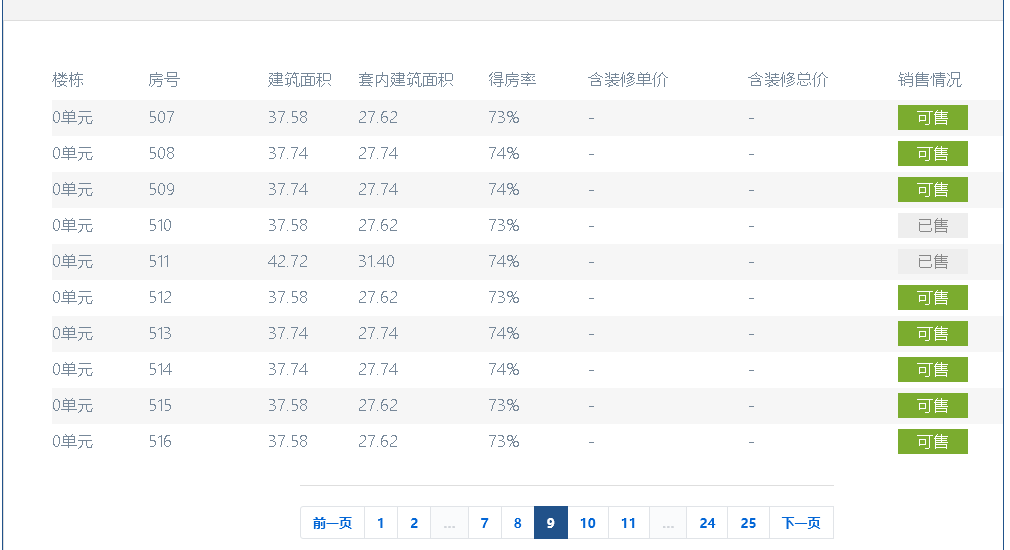 楼栋 房号 建筑面积 套内建筑面积 得房率 含装修单价 含装修总价 销售情况
0单元 507 37.58 27.62 73% - - 可售
0单元 508 37.74 27.74 74% - - 可售
0单元 509 37.74 27.74 74% - - 可售
0单元 510 37.58 27.62 73% - - 已售
0单元 511 42.72 31.40 74% - - 已售
0单元 512 37.58 27.62 73% - - 可售
0单元 513 37.74 27.74 74% - - 可售
0单元 514 37.74 27.74 74% - - 可售
0单元 515 37.58 27.62 73% - - 可售
0单元 516 37.58 27.62 73% - - 可售
前一页 1 2 ... 7 8 9 10 11 ... 24 25 下一页